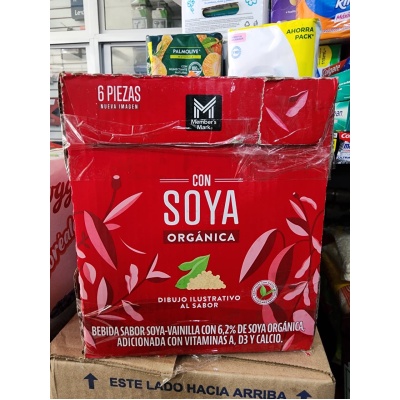 PALMOLIVE
AHORRA
PACK
6 PIEZAS
NUEVA IMAGEN
M
Member's
Mark
CON
SOYA
ORGÁNICA
DIBUJO ILUSTRATIVO
AL SABOR
BEBIDA SABOR SOYA-VAINILLA CON 6,2% DE SOYA ORGÁNICA,
ADICIONADA CON VITAMINAS A, D3 Y CALCIO.
ESTE LADO HACIA ARRIBA